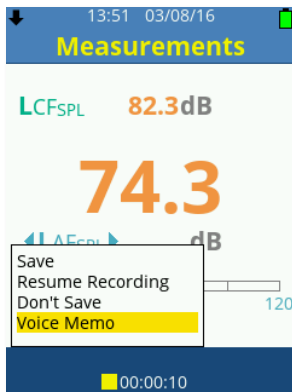 13:51 03/08/16
Measurements
LCFSPL 82.3dB
74.3
LAFSPL dB
Save
Resume Recording
Don't Save
Voice Memo
120
00:00:10